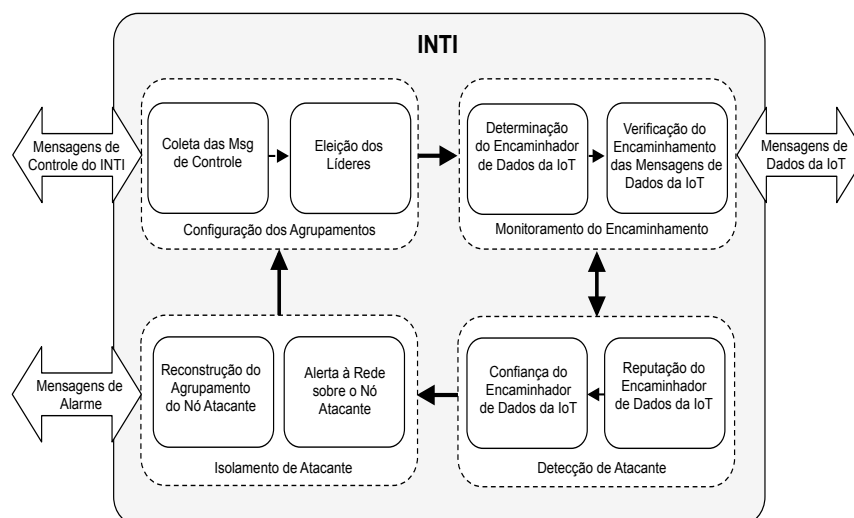 INTI
Mensagens de
Controle do INTI
Coleta das Msg
de Controle
Eleição dos
Líderes
Configuração dos Agrupamentos
Determinação
do Encaminhador
de Dados da IoT
Verificação do
Encaminhamento
das Mensagens de
Dados da IoT
Monitoramento do Encaminhamento
Mensagens de
Dados da IoT
Mensagens de
Alarme
Reconstrução do
Agrupamento
do Nó Atacante
Alerta à Rede
sobre o Nó
Atacante
Isolamento de Atacante
Confiança do
Encaminhador
de Dados da IoT
Reputação do
Encaminhador
de Dados da IoT
Detecção de Atacante